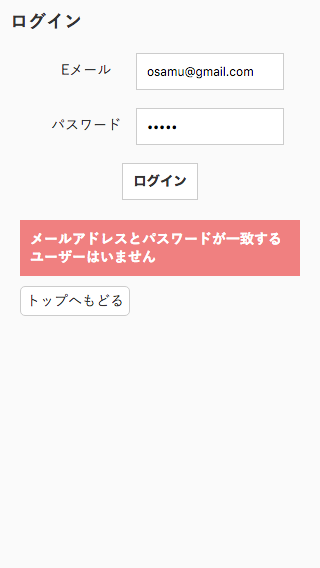 ログイン
Eメール
osamu@gmail.com
パスワード
•••••
ログイン
メールアドレスとパスワードが一致する
ユーザーはいません
トップへもどる